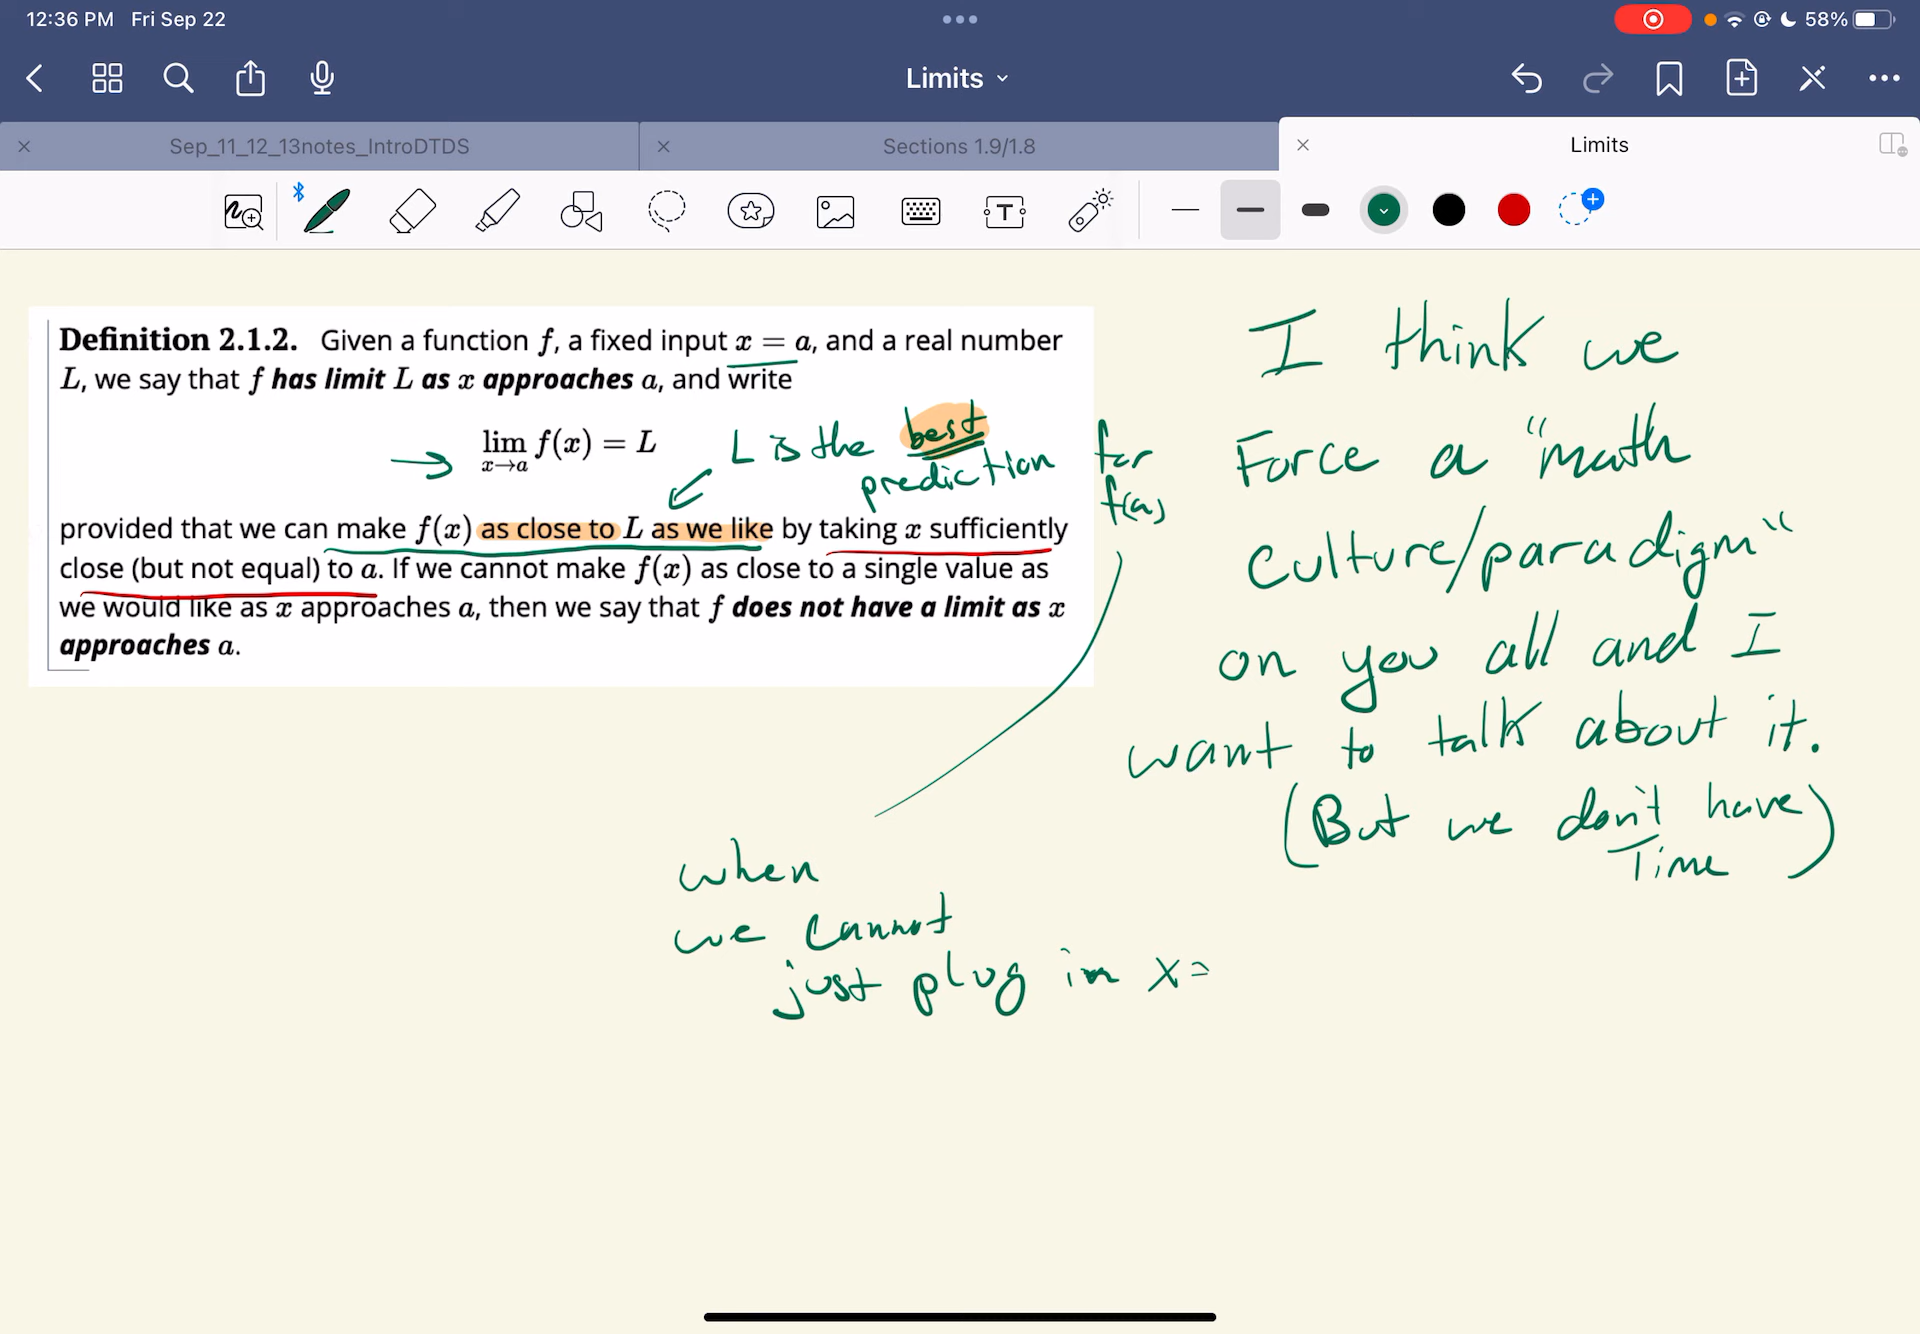 12:36 PM Fri Sep 22
58%
Limits
Sep_11_12_13notes_IntroDTDS
Sections 1.9/1.8
Limits
Definition 2.1.2. Given a function f, a fixed input x = a, and a real number
L, we say that f has limit L as x approaches a, and write
lim f(x) = L
x→a
L is the best
prediction
for
f(a)
provided that we can make f(x) as close to L as we like by taking x sufficiently
close (but not equal) to a. If we cannot make f(x) as close to a single value as
we would like as x approaches a, then we say that f does not have a limit as x
approaches a.
when
we cannot
just plug in x=
I think we
Force a "math
Culture/paradigm"
on you all and I
want to talk about it.
(But we don't have)
Time